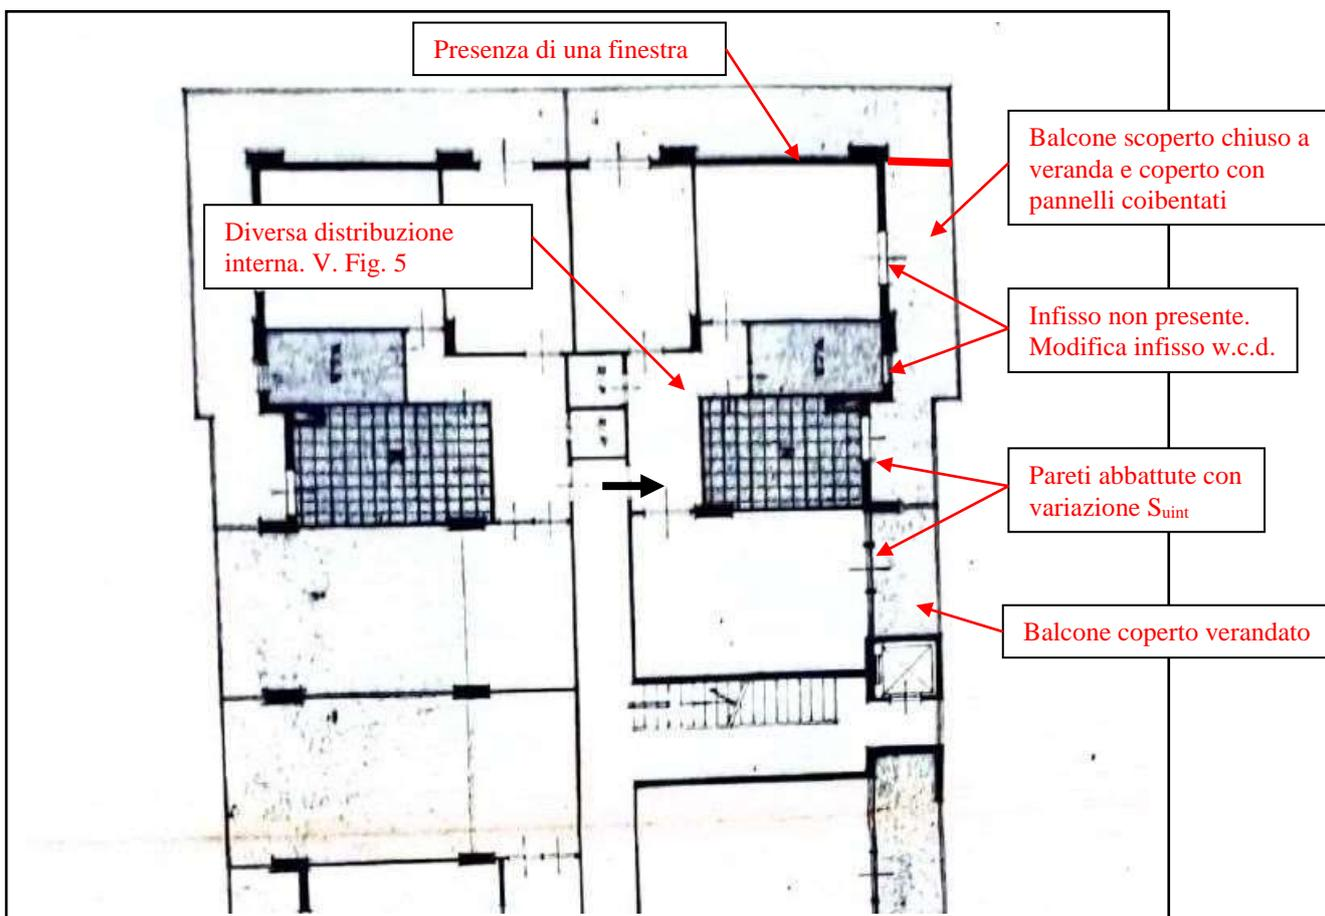 Presenza di una finestra
Balcone scoperto chiuso a
veranda e coperto con
pannelli coibentati
Diversa distribuzione
interna. V. Fig. 5
Infisso non presente.
Modifica infisso w.c.d.
Pareti abbattute con
variazione Suint
Balcone coperto verandato